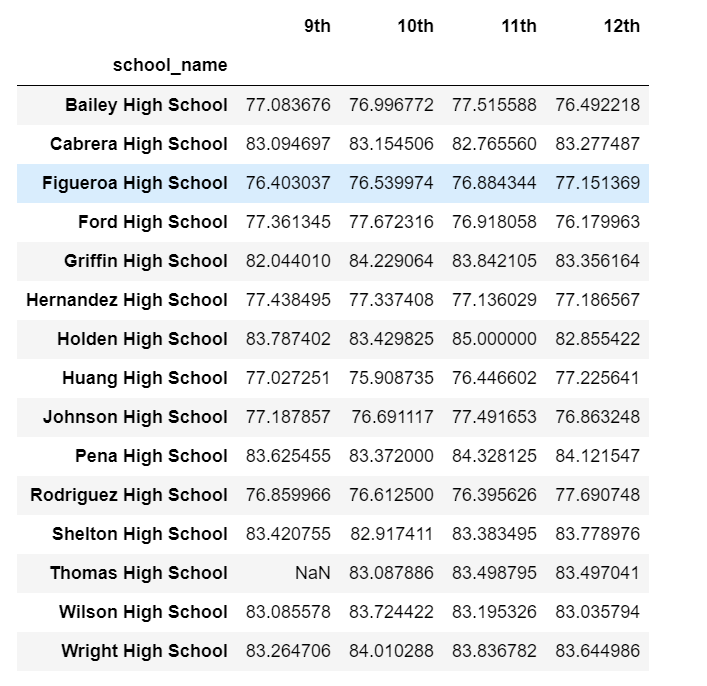 9th 10th 11th 12th
school_name
Bailey High School 77.083676 76.996772 77.515588 76.492218
Cabrera High School 83.094697 83.154506 82.765560 83.277487
Figueroa High School 76.403037 76.539974 76.884344 77.151369
Ford High School 77.361345 77.672316 76.918058 76.179963
Griffin High School 82.044010 84.229064 83.842105 83.356164
Hernandez High School 77.438495 77.337408 77.136029 77.186567
Holden High School 83.787402 83.429825 85.000000 82.855422
Huang High School 77.027251 75.908735 76.446602 77.225641
Johnson High School 77.187857 76.691117 77.491653 76.863248
Pena High School 83.625455 83.372000 84.328125 84.121547
Rodriguez High School 76.859966 76.612500 76.395626 77.690748
Shelton High School 83.420755 82.917411 83.383495 83.778976
Thomas High School NaN 83.087886 83.498795 83.497041
Wilson High School 83.085578 83.724422 83.195326 83.035794
Wright High School 83.264706 84.010288 83.836782 83.644986